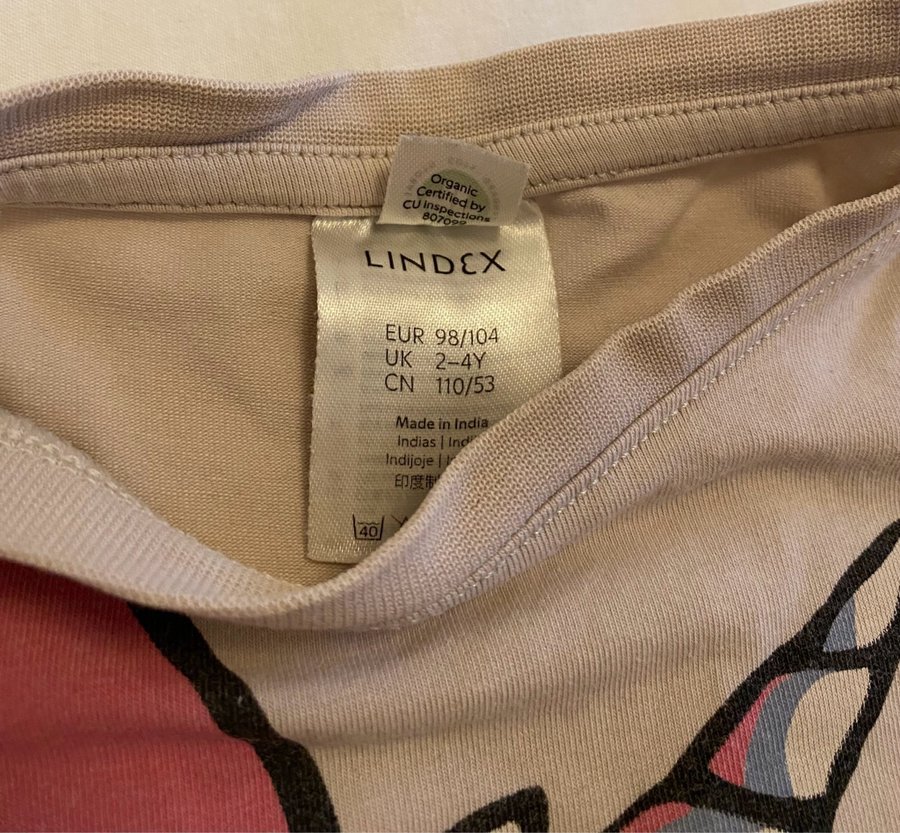 Organic
Certified by
CU inspections
807099
LINDEX
EUR 98/104
UK 2–4Y
CN 110/53
Made in India
Indias |
Indijoje |
印度制
40